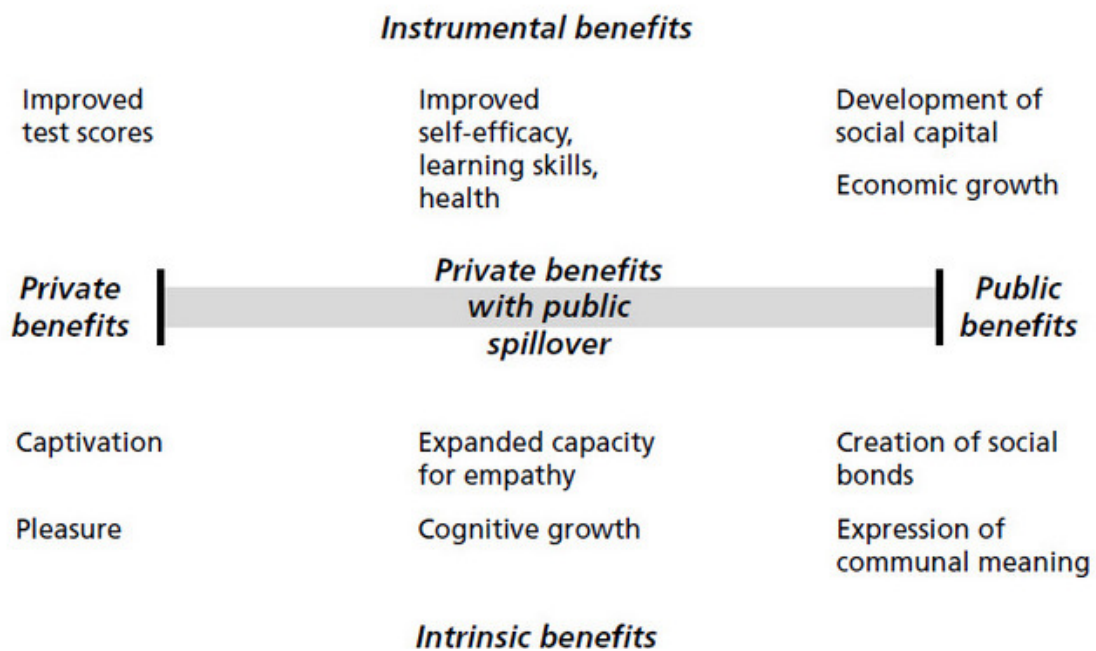 Instrumental benefits
Improved
test scores
Improved
self-efficacy,
learning skills,
health
Development of
social capital
Economic growth
Private
benefits
Private benefits
with public
spillover
Public
benefits
Captivation
Expanded capacity
for empathy
Creation of social
bonds
Pleasure
Cognitive growth
Expression of
communal meaning
Intrinsic benefits